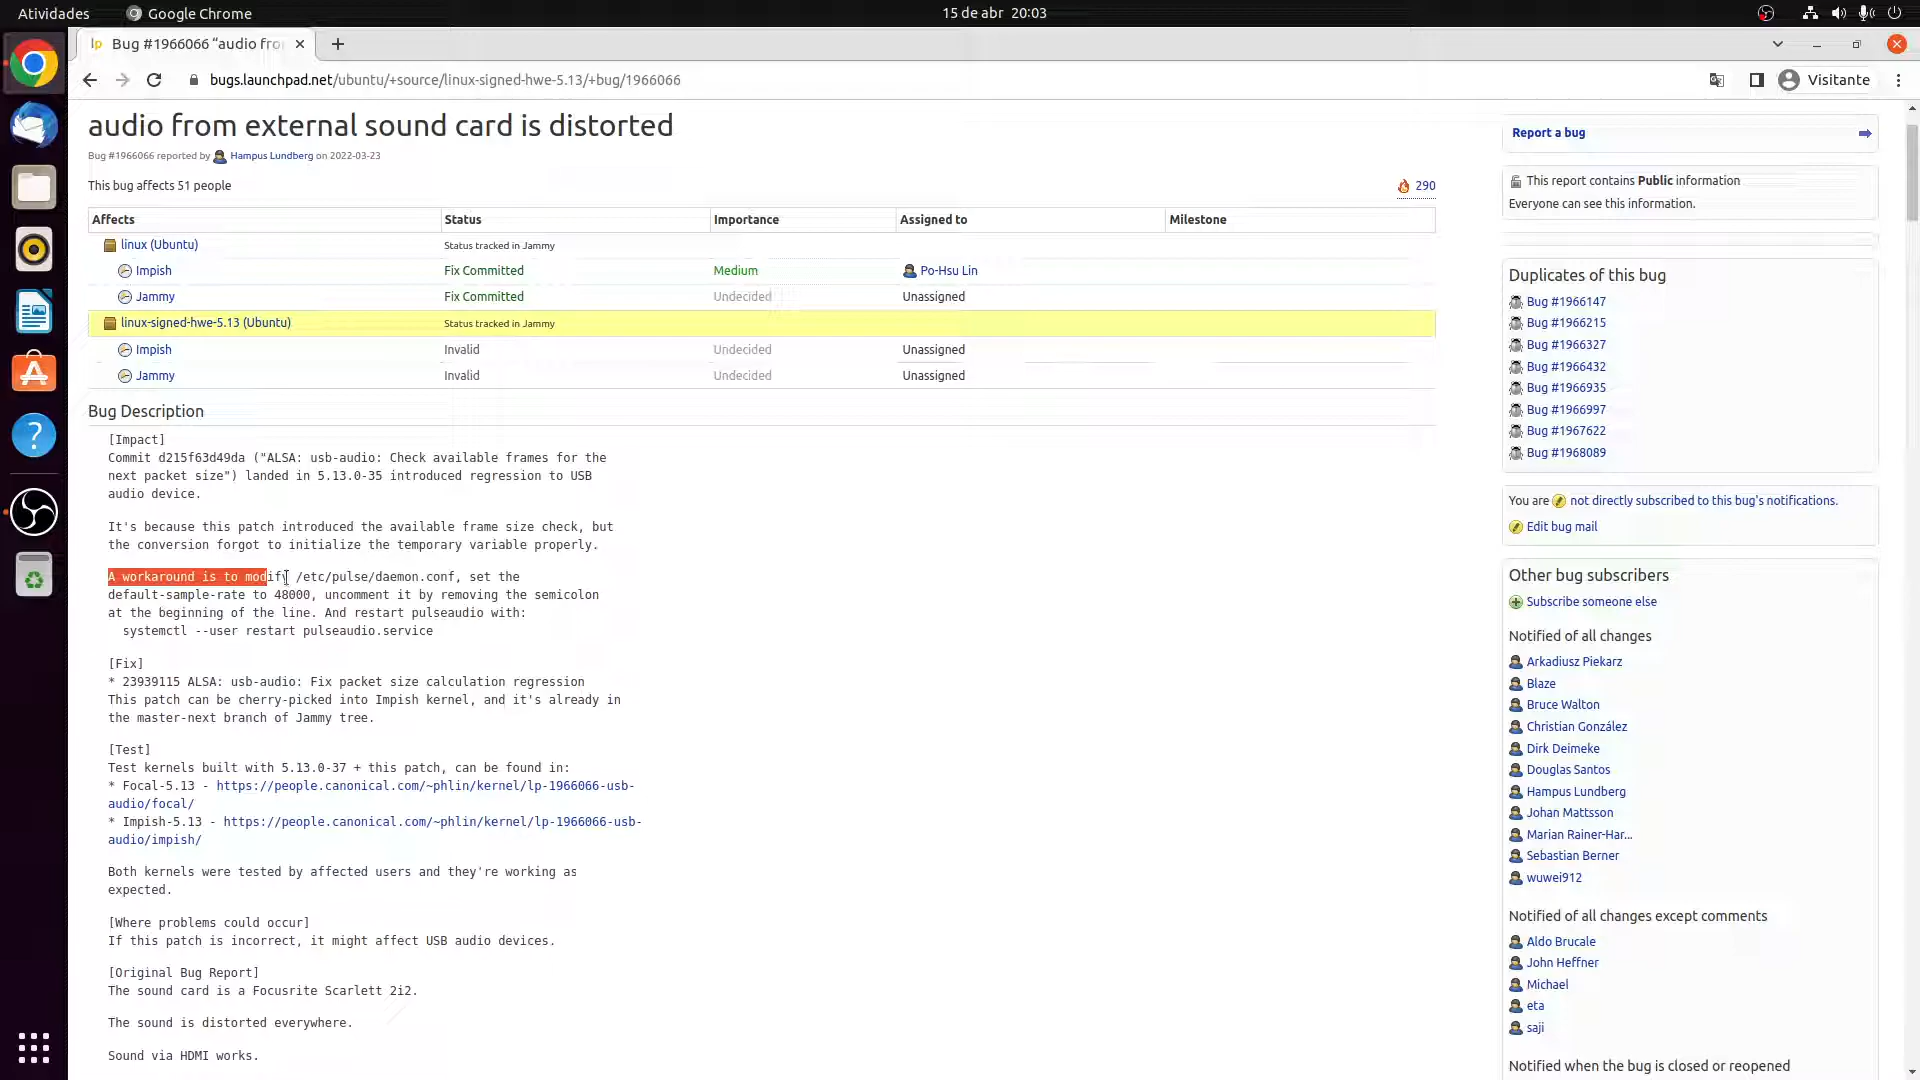 Atividades
Google Chrome
15 de abr 20:03
Bug #1966066 “audio fro
bugs.launchpad.net/ubuntu/+source/linux-signed-hwe-5.13/+bug/1966066
Visitante
audio from external sound card is distorted
Bug #1966066 reported by Hampus Lundberg on 2022-03-23
This bug affects 51 people
290
Affects Status Importance Assigned to Milestone
linux (Ubuntu) Status tracked in Jammy
Impish Fix Committed Medium Po-Hsu Lin
Jammy Fix Committed Undecided Unassigned
linux-signed-hwe-5.13 (Ubuntu) Status tracked in Jammy
Impish Invalid Undecided Unassigned
Jammy Invalid Undecided Unassigned
Bug Description
[Impact]
Commit d215f63d49da ("ALSA: usb-audio: Check available frames for the
next packet size") landed in 5.13.0-35 introduced regression to USB
audio device.
It's because this patch introduced the available frame size check, but
the conversion forgot to initialize the temporary variable properly.
A workaround is to modify /etc/pulse/daemon.conf, set the
default-sample-rate to 48000, uncomment it by removing the semicolon
at the beginning of the line. And restart pulseaudio with:
systemctl --user restart pulseaudio.service
[Fix]
* 23939115 ALSA: usb-audio: Fix packet size calculation regression
This patch can be cherry-picked into Impish kernel, and it's already in
the master-next branch of Jammy tree.
[Test]
Test kernels built with 5.13.0-37 + this patch, can be found in:
* Focal-5.13 - https://people.canonical.com/~phlin/kernel/lp-1966066-usb-
audio/focal/
* Impish-5.13 - https://people.canonical.com/~phlin/kernel/lp-1966066-usb-
audio/impish/
Both kernels were tested by affected users and they're working as
expected.
[Where problems could occur]
If this patch is incorrect, it might affect USB audio devices.
[Original Bug Report]
The sound card is a Focusrite Scarlett 2i2.
The sound is distorted everywhere.
Sound via HDMI works.
Report a bug
This report contains Public information
Everyone can see this information.
Duplicates of this bug
Bug #1966147
Bug #1966215
Bug #1966327
Bug #1966432
Bug #1966935
Bug #1966997
Bug #1967622
Bug #1968089
You are not directly subscribed to this bug's notifications.
Edit bug mail
Other bug subscribers
Subscribe someone else
Notified of all changes
Arkadiusz Piekarz
Blaze
Bruce Walton
Christian González
Dirk Deimeke
Douglas Santos
Hampus Lundberg
Johan Mattsson
Marian Rainer-Har...
Sebastian Berner
wuwei912
Notified of all changes except comments
Aldo Brucale
John Heffner
Michael
eta
saji
Notified when the bug is closed or reopened